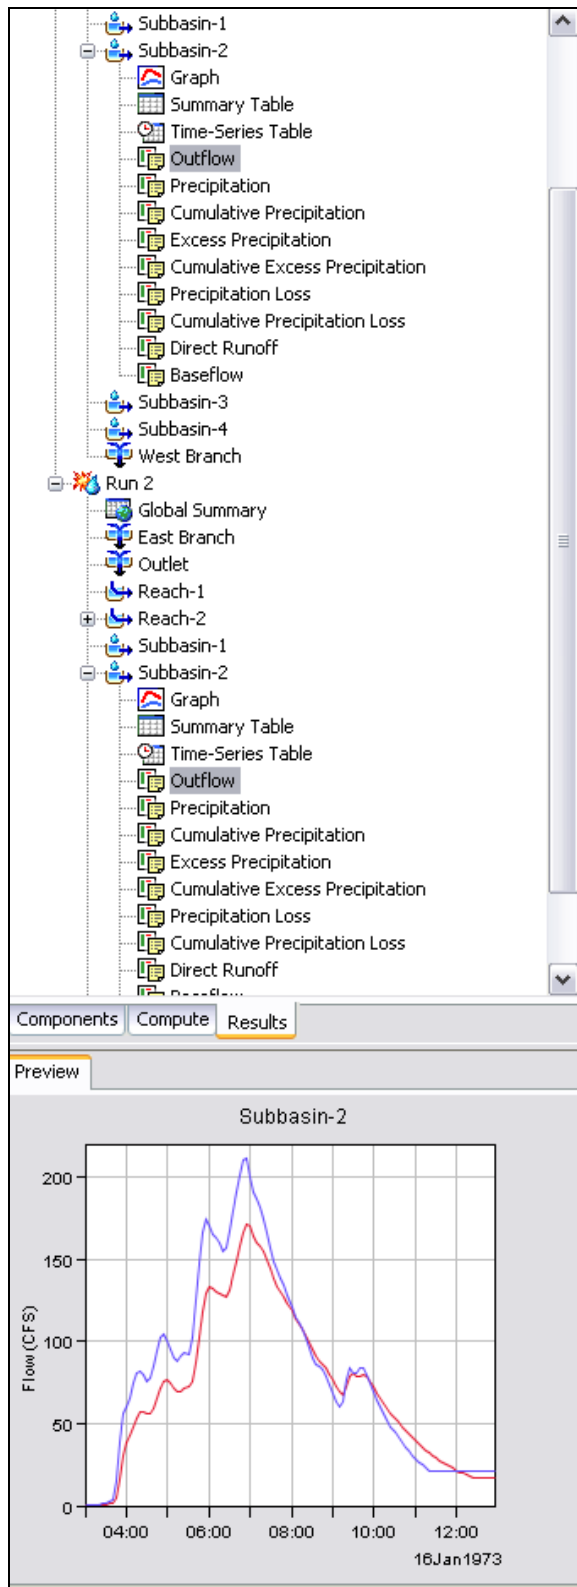 Subbasin-1
Subbasin-2
Graph
Summary Table
Time-Series Table
Outflow
Precipitation
Cumulative Precipitation
Excess Precipitation
Cumulative Excess Precipitation
Precipitation Loss
Cumulative Precipitation Loss
Direct Runoff
Baseflow
Subbasin-3
Subbasin-4
West Branch
Run 2
Global Summary
East Branch
Outlet
Reach-1
Reach-2
Subbasin-1
Subbasin-2
Graph
Summary Table
Time-Series Table
Outflow
Precipitation
Cumulative Precipitation
Excess Precipitation
Cumulative Excess Precipitation
Precipitation Loss
Cumulative Precipitation Loss
Direct Runoff
Baseflow
Components Compute Results
Preview
Subbasin-2
200
150
100
50
0
Flow (CFS)
04:00 06:00 08:00 10:00 12:00
16Jan1973